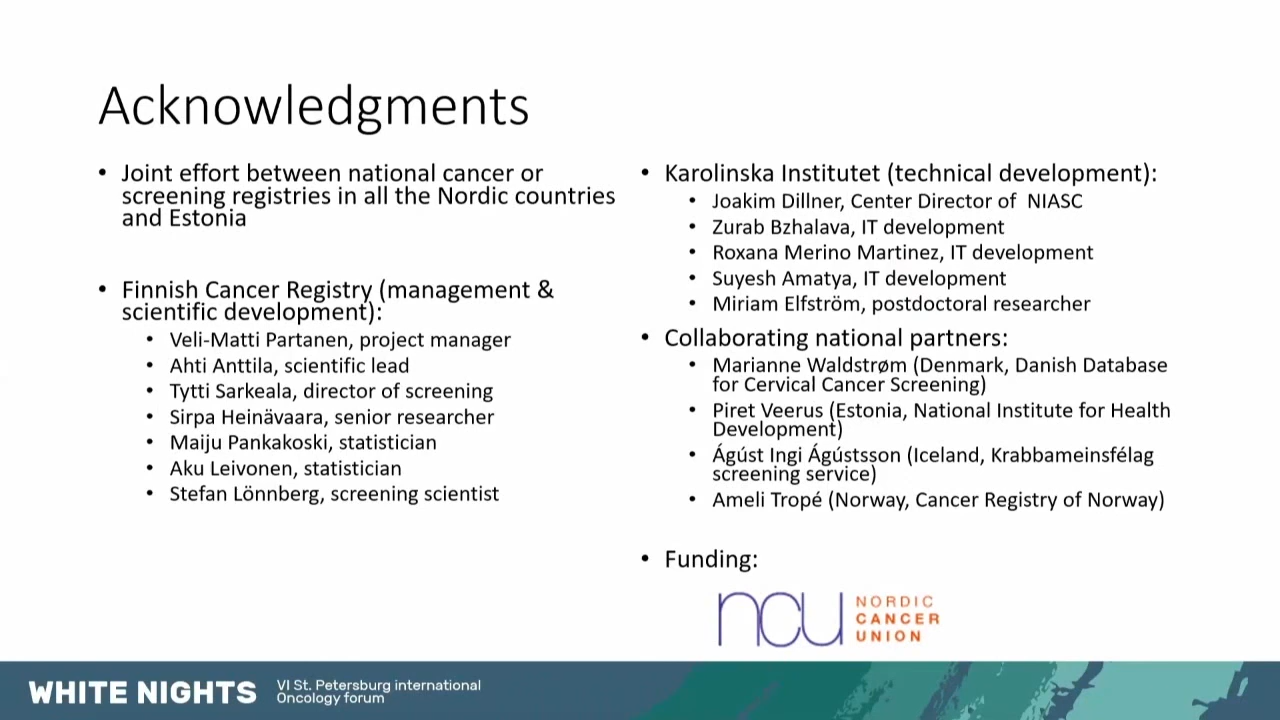 Acknowledgments
• Joint effort between national cancer or
screening registries in all the Nordic countries
and Estonia
• Finnish Cancer Registry (management &
scientific development):
• Veli-Matti Partanen, project manager
• Ahti Anttila, scientific lead
• Tytti Sarkeala, director of screening
• Sirpa Heinävaara, senior researcher
• Maiju Pankakoski, statistician
• Aku Leivonen, statistician
• Stefan Lönnberg, screening scientist
• Karolinska Institutet (technical development):
• Joakim Dillner, Center Director of NIASC
• Zurab Bzhalava, IT development
• Roxana Merino Martinez, IT development
• Suyesh Amatya, IT development
• Miriam Elfström, postdoctoral researcher
• Collaborating national partners:
• Marianne Waldstrøm (Denmark, Danish Database
for Cervical Cancer Screening)
• Piret Veerus (Estonia, National Institute for Health
Development)
• Ágúst Ingi Ágústsson (Iceland, Krabbameinsfélag
screening service)
• Ameli Tropé (Norway, Cancer Registry of Norway)
• Funding:
ncu
NORDIC
CANCER
UNION
WHITE NIGHTS
VI St. Petersburg international
Oncology forum